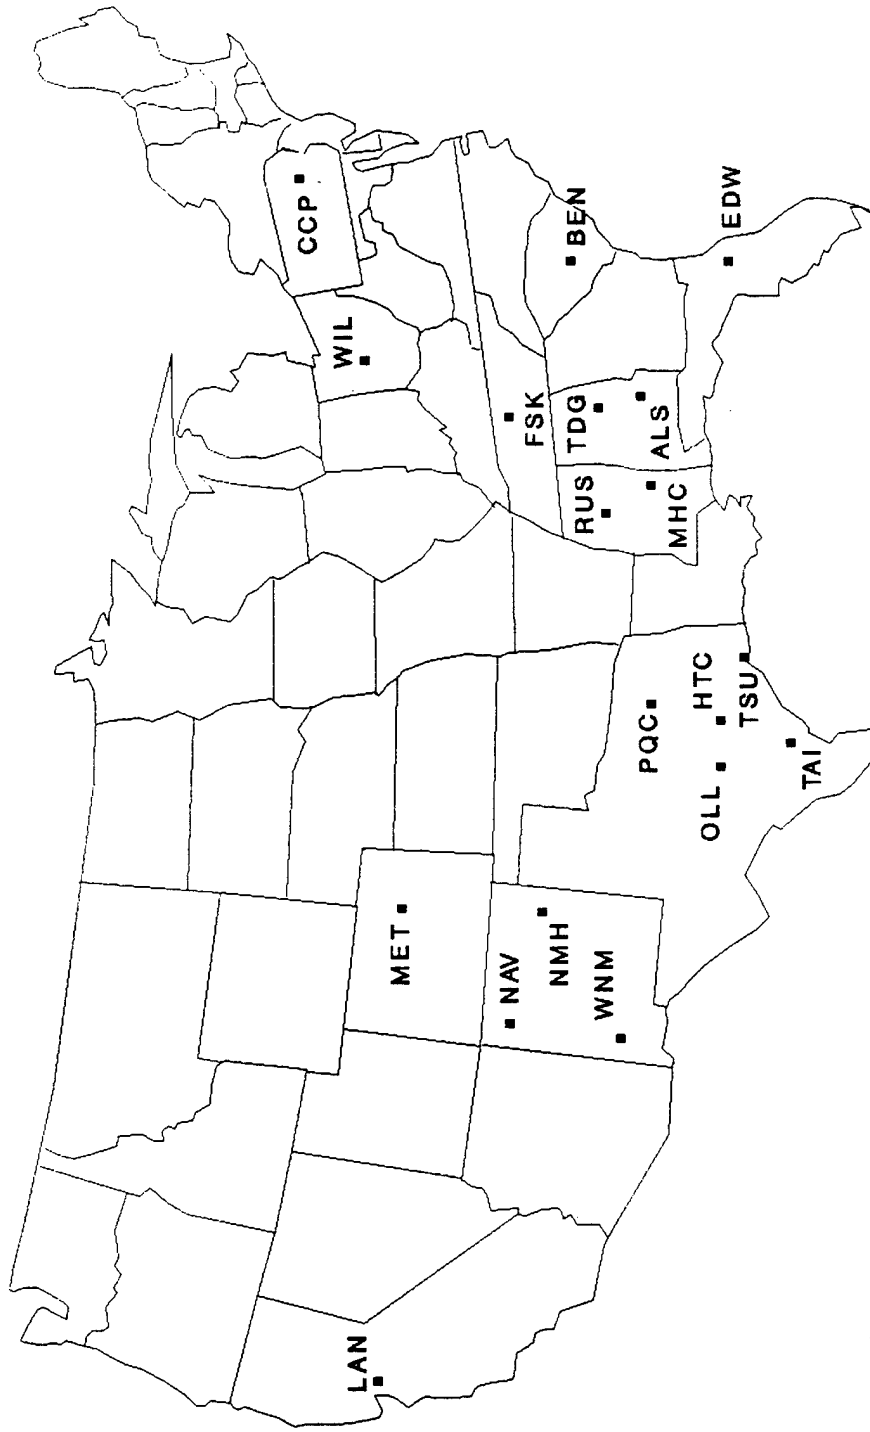 CCP
WIL
LAN
MET
FSK
BEN
NAV
TDG
RUS
NMH
ALS
WNM
MHC
PQC
EDW
HTC
OLL
TSU
TAI